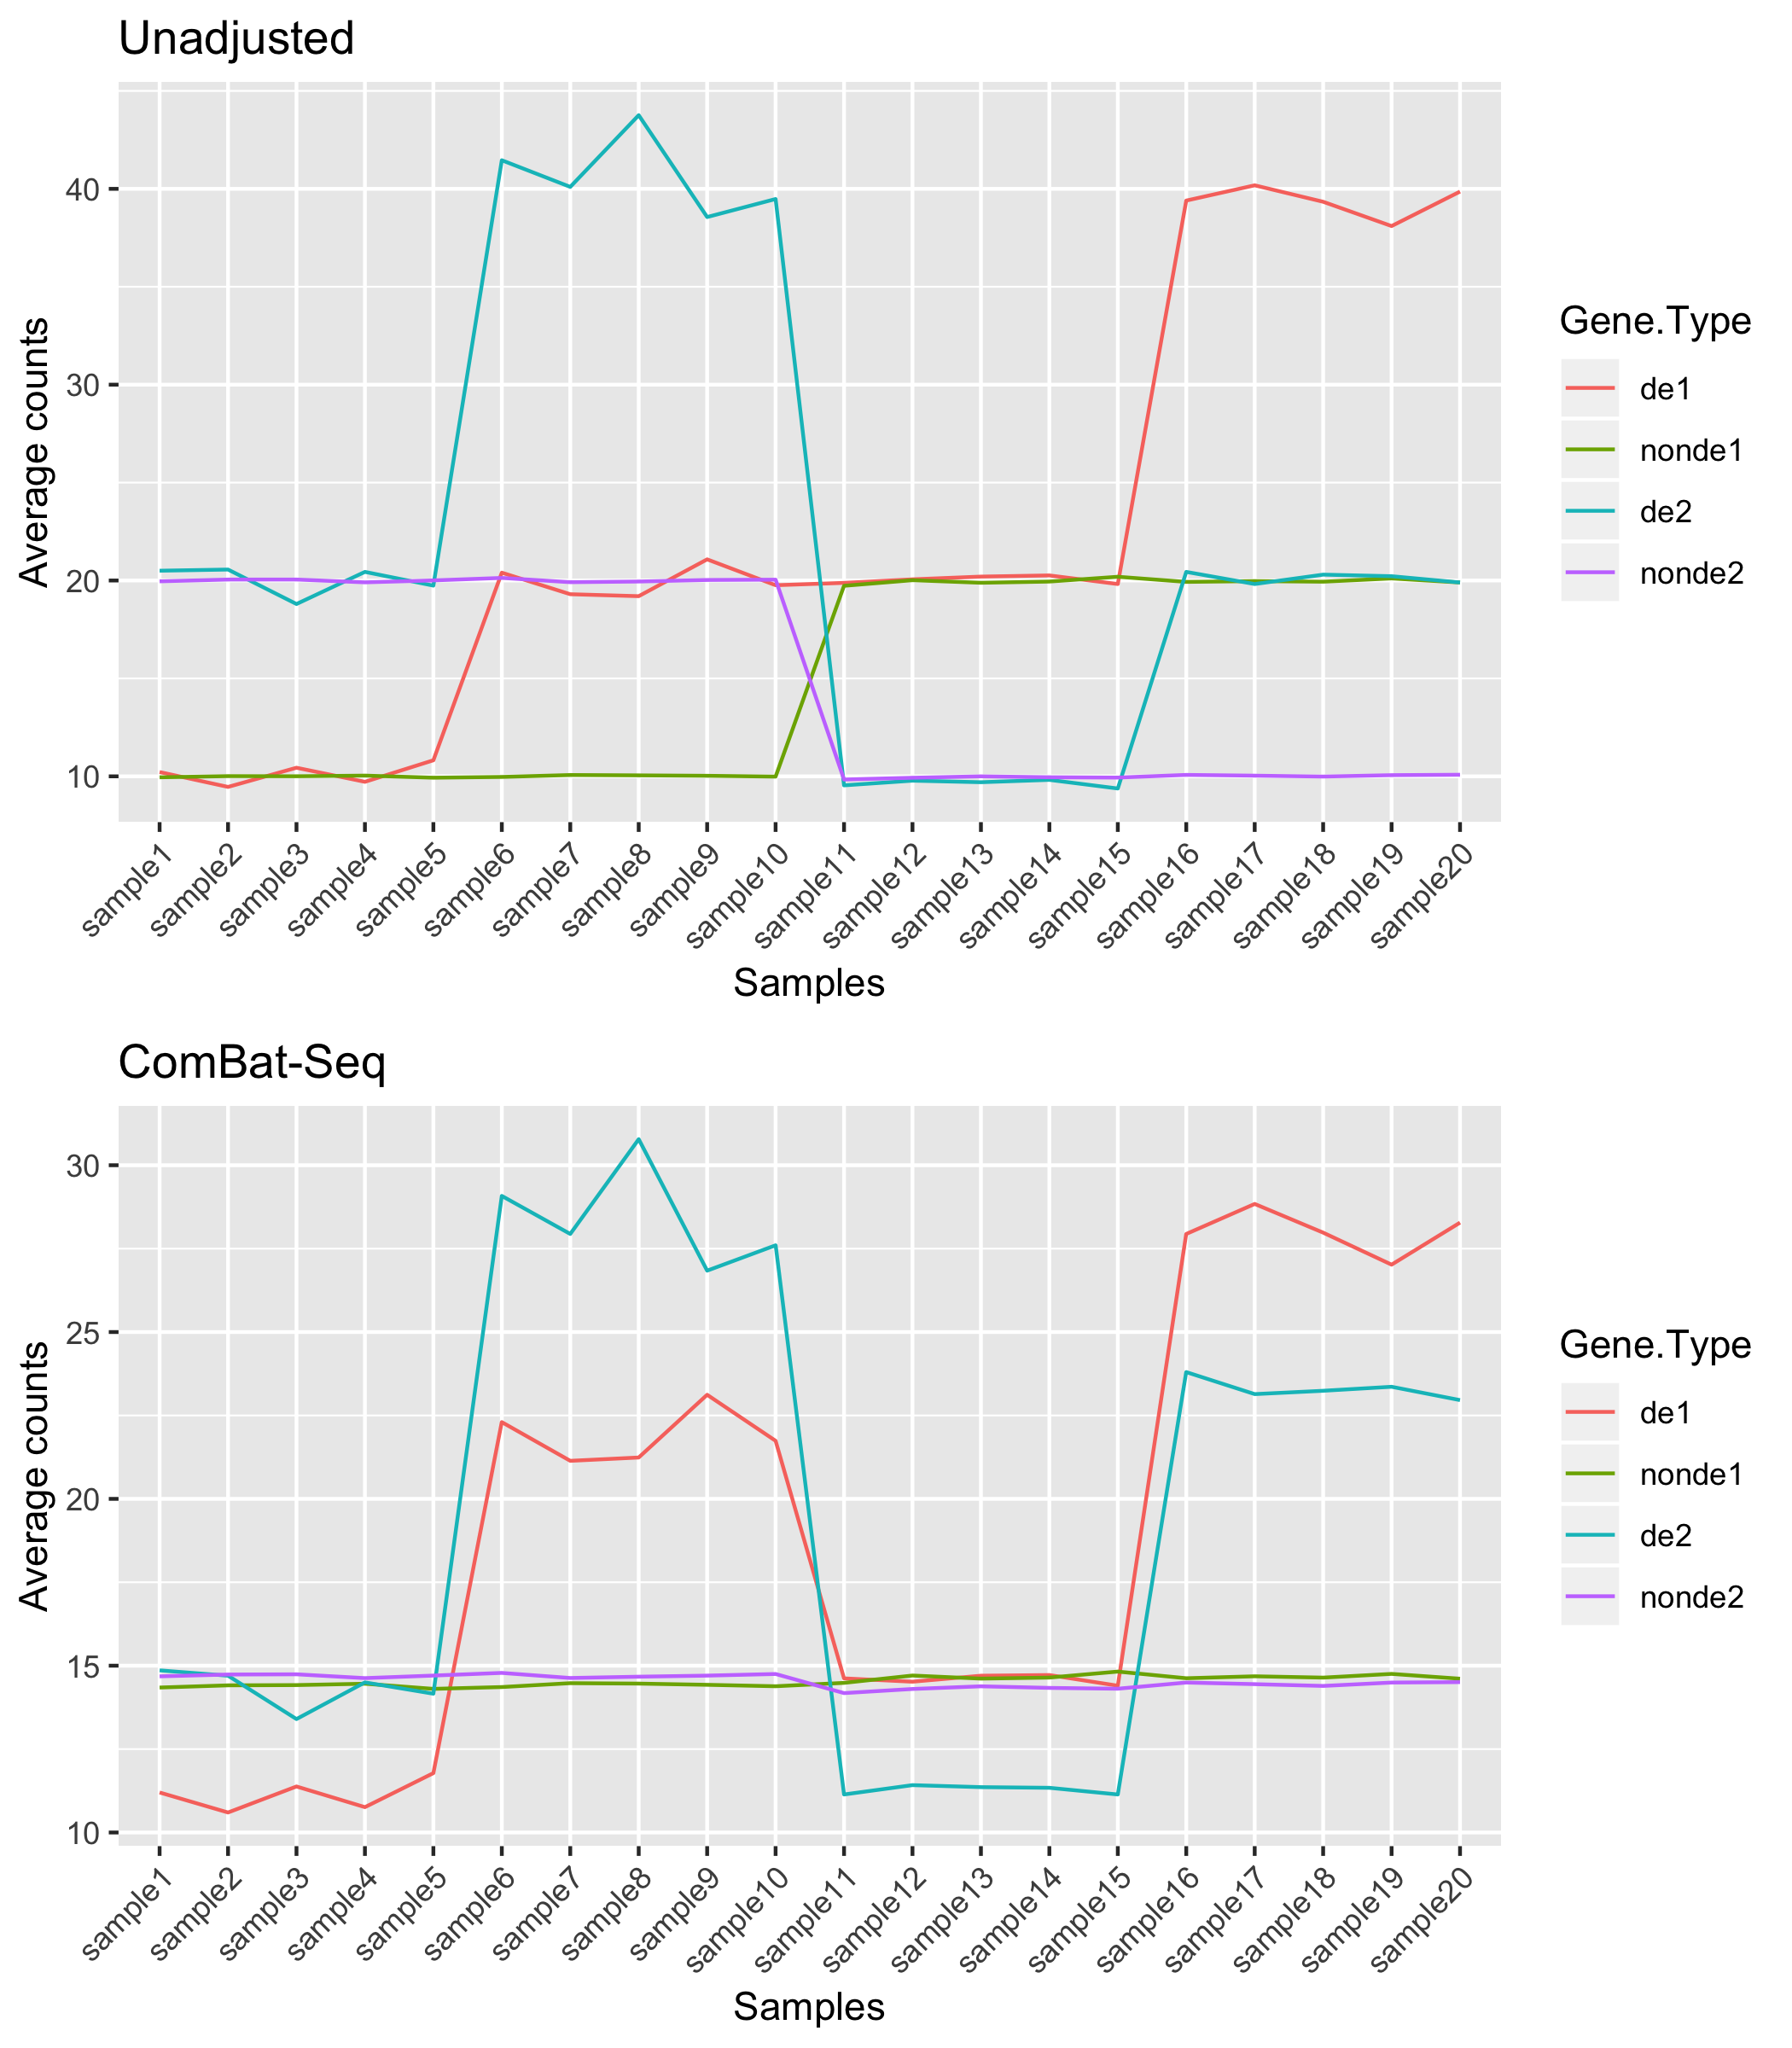 Unadjusted
Average counts
40
30
20
10
sample1
sample2
sample3
sample4
sample5
sample6
sample7
sample8
sample9
sample10
sample11
sample12
sample13
sample14
sample15
sample16
sample17
sample18
sample19
sample20
Samples
Gene.Type
de1
nonde1
de2
nonde2
ComBat-Seq
Average counts
30
25
20
15
10
sample1
sample2
sample3
sample4
sample5
sample6
sample7
sample8
sample9
sample10
sample11
sample12
sample13
sample14
sample15
sample16
sample17
sample18
sample19
sample20
Samples
Gene.Type
de1
nonde1
de2
nonde2